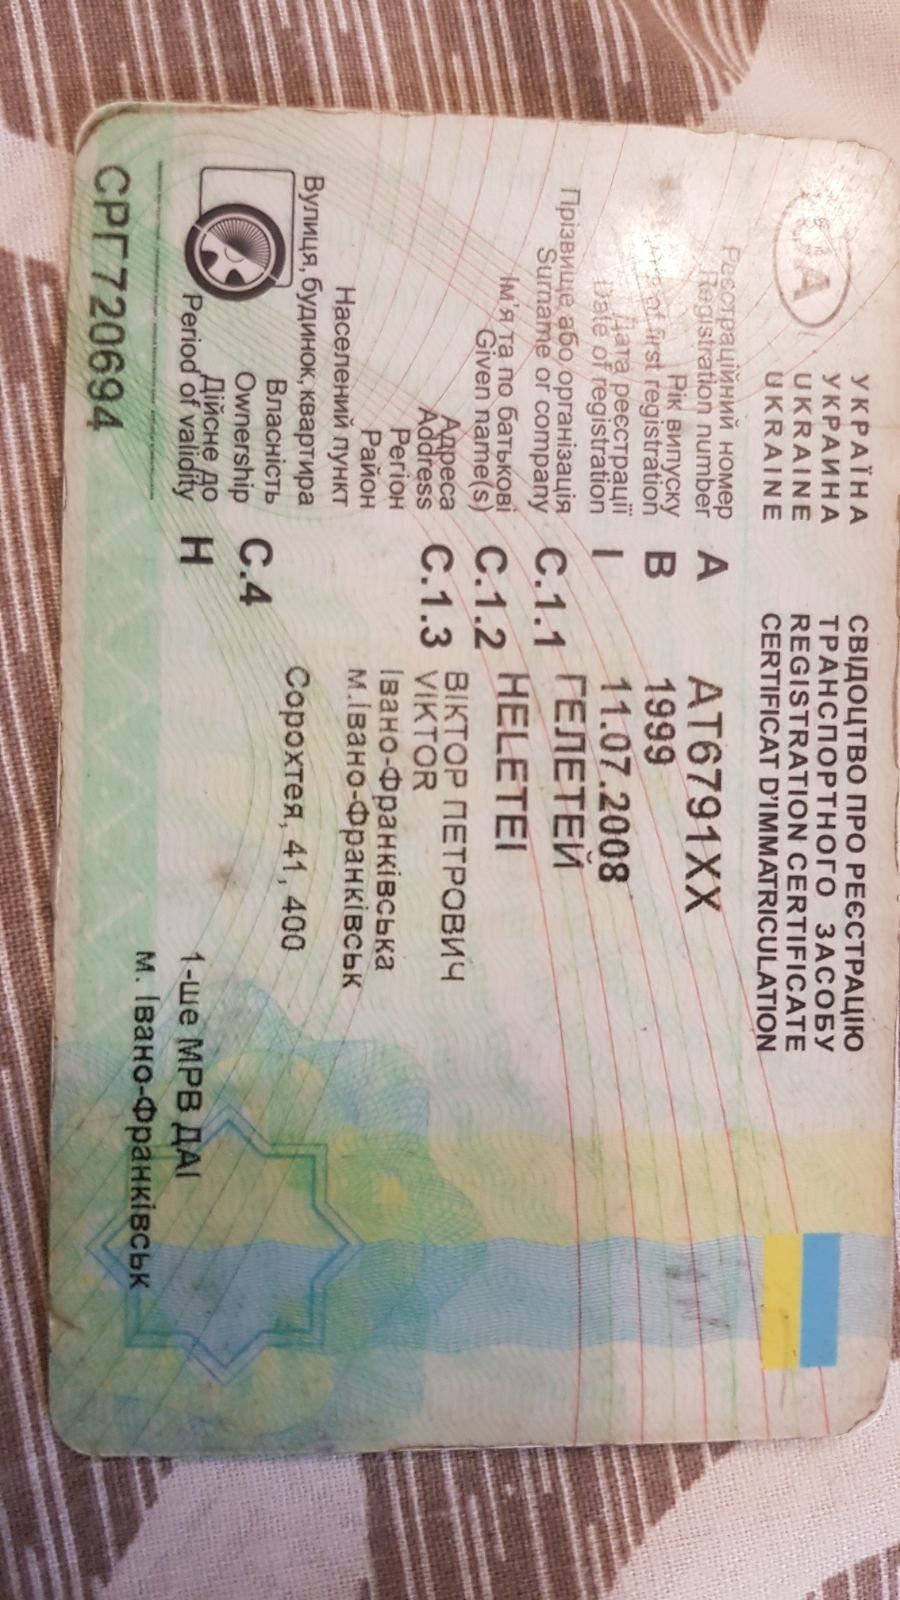 UA
УКРАЇНА СВІДОЦТВО ПРО РЕЄСТРАЦІЮ
УКРАИНА ТРАНСПОРТНОГО ЗАСОБУ
UKRAINE REGISTRATION CERTIFICATE
UKRAINE CERTIFICAT D'IMMATRICULATION
Реєстраційний номер
Registration number A AT6791XX
Рік випуску
of first registration B 1999
Дата реєстрації
Date of registration I 11.07.2008
Прізвище або організація C.1.1 ГЕЛЕТЕЙ
Surname or company
HELETEI
Ім'я та по батькові
Given name(s) C.1.2
ВІКТОР ПЕТРОВИЧ
Адреса
Address C.1.3 VIKTOR
Регіон Івано-Франківська
Район
м.Івано-Франківськ
Населений пункт
Вулиця, будинок, квартира Сорохтея, 41, 400
Власність
Ownership C.4
Дійсне до
Period of validity H 1-ше МРВ ДАІ
м. Івано-Франківськ
СРГ720694